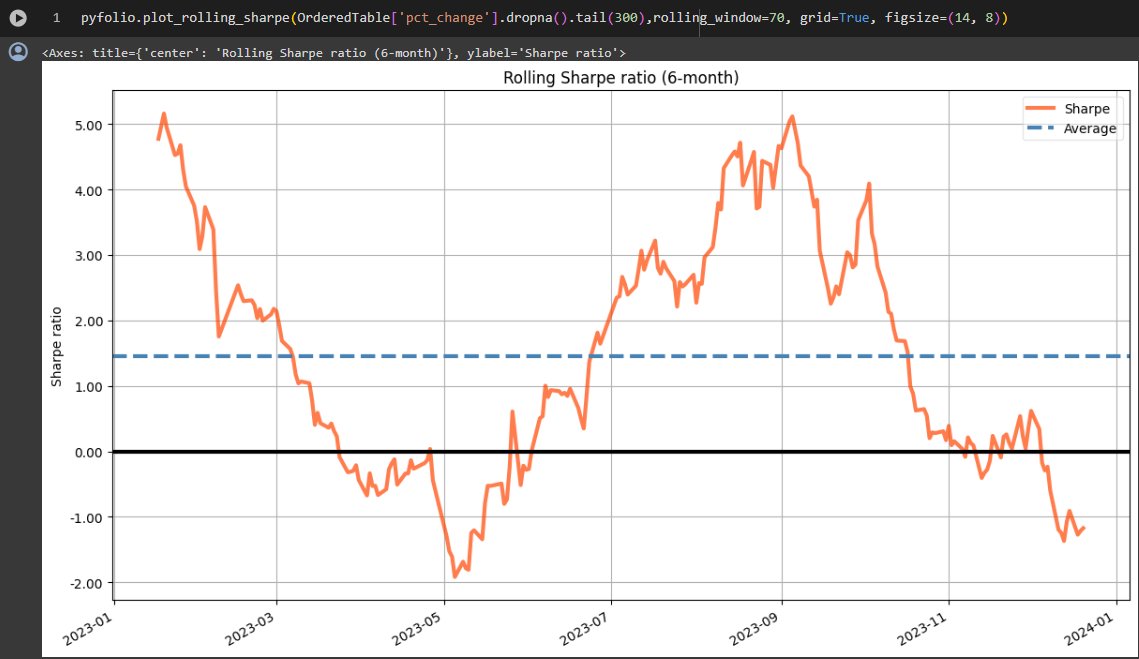 1 pyfolio.plot_rolling_sharpe(OrderedTable['pct_change'].dropna().tail(300),rolling_window=70, grid=True, figsize=(14, 8))
<Axes: title={'center': 'Rolling Sharpe ratio (6-month)'}, ylabel='Sharpe ratio'>
Rolling Sharpe ratio (6-month)
Sharpe
Average
5.00
4.00
3.00
2.00
1.00
0.00
-1.00
-2.00
Sharpe ratio
2023-01
2023-03
2023-05
2023-07
2023-09
2023-11
2024-01